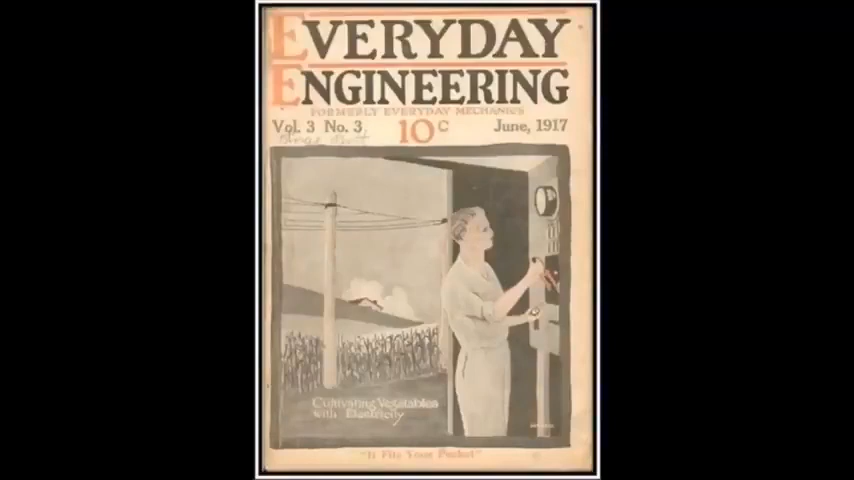 EVERYDAY
ENGINEERING
FORMERLY EVERYDAY MECHANICS
Vol. 3 No. 3
10c
June, 1917
Cultivating Vegetables
with Electricity
"It Fits Your Pocket"